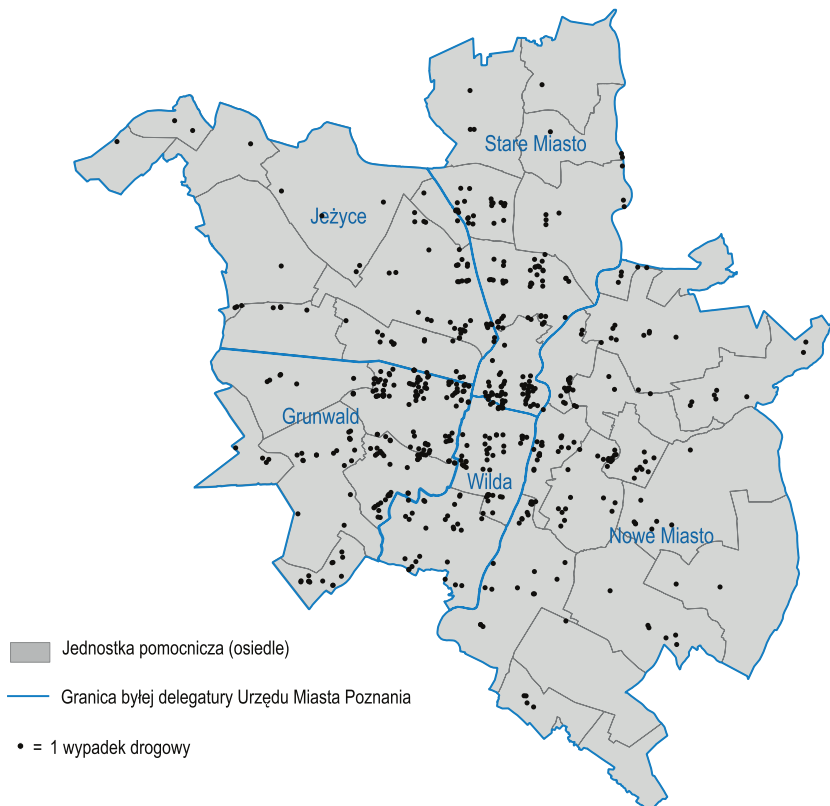 Stare Miasto
Jeżyce
Grunwald
Wilda
Nowe Miasto
Jednostka pomocnicza (osiedle)
Granica byłej delegatury Urzędu Miasta Poznania
• = 1 wypadek drogowy